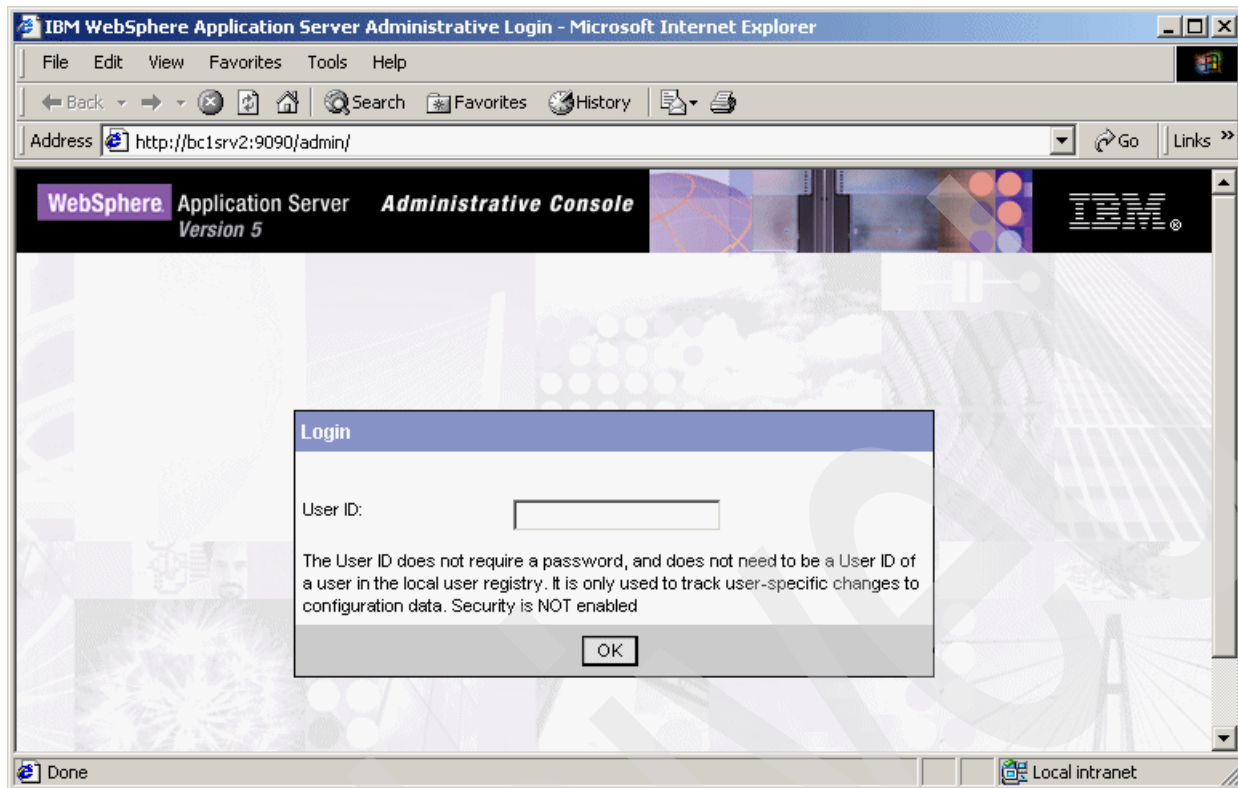 IBM WebSphere Application Server Administrative Login - Microsoft Internet Explorer
File Edit View Favorites Tools Help
Back Search Favorites History
Address http://bc1srv2:9090/admin/ Go Links »
WebSphere. Application Server Administrative Console
Version 5
IBM®
Login
User ID:
The User ID does not require a password, and does not need to be a User ID of
a user in the local user registry. It is only used to track user-specific changes to
configuration data. Security is NOT enabled
OK
Done Local intranet